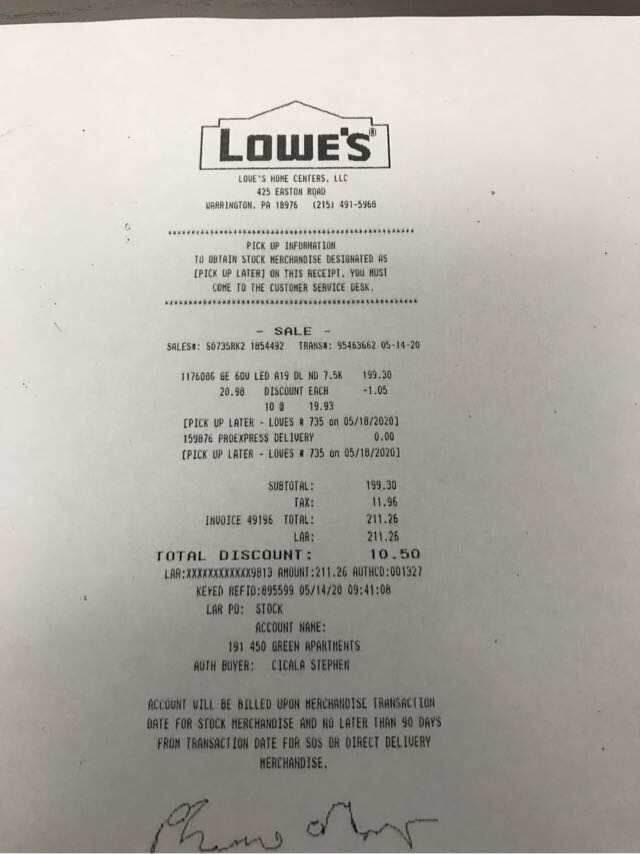 LOWE'S®
LOWE'S HOME CENTERS, LLC
425 EASTON ROAD
WARRINGTON, PA 18976 (215) 491-5966
PICK UP INFORMATION
TO OBTAIN STOCK MERCHANDISE DESIGNATED AS
[PICK UP LATER] ON THIS RECEIPT, YOU MUST
COME TO THE CUSTOMER SERVICE DESK.
- SALE -
SALES#: S0735RK2 1854492 TRANS#: 95463662 05-14-20
1176086 GE 60W LED A19 DL ND 7.5K 199.30
20.98 DISCOUNT EACH -1.05
10 @ 19.93
[PICK UP LATER - LOWES # 735 on 05/18/2020]
159876 PROEXPRESS DELIVERY 0.00
[PICK UP LATER - LOWES # 735 on 05/18/2020]
SUBTOTAL: 199.30
TAX: 11.96
INVOICE 49196 TOTAL: 211.26
LAR: 211.26
TOTAL DISCOUNT: 10.50
LAR:XXXXXXXXXXXX9813 AMOUNT:211.26 AUTHCD:001327
KEYED REFID:895599 05/14/20 09:41:08
LAR PO: STOCK
ACCOUNT NAME:
191 450 GREEN APARTMENTS
AUTH BUYER: CICALA STEPHEN
ACCOUNT WILL BE BILLED UPON MERCHANDISE TRANSACTION
DATE FOR STOCK MERCHANDISE AND NO LATER THAN 90 DAYS
FROM TRANSACTION DATE FOR SOS OR DIRECT DELIVERY
MERCHANDISE.